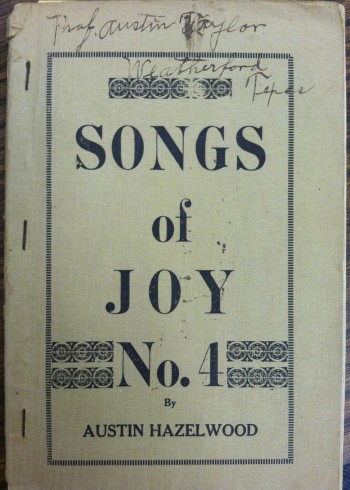 Prof. Austin Taylor
Weatherford
Texas
SONGS
of
JOY
No. 4
By
AUSTIN HAZELWOOD